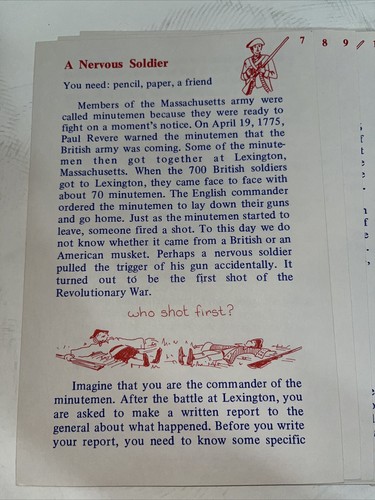 7 8 9
A Nervous Soldier
You need: pencil, paper, a friend
Members of the Massachusetts army were
called minutemen because they were ready to
fight on a moment's notice. On April 19, 1775,
Paul Revere warned the minutemen that the
British army was coming. Some of the minute-
men then got together at Lexington,
Massachusetts. When the 700 British soldiers
got to Lexington, they came face to face with
about 70 minutemen. The English commander
ordered the minutemen to lay down their guns
and go home. Just as the minutemen started to
leave, someone fired a shot. To this day we do
not know whether it came from a British or an
American musket. Perhaps a nervous soldier
pulled the trigger of his gun accidentally. It
turned out to be the first shot of the
Revolutionary War.
who shot first?
Imagine that you are the commander of the
minutemen. After the battle at Lexington, you
are asked to make a written report to the
general about what happened. Before you write
your report, you need to know some specific